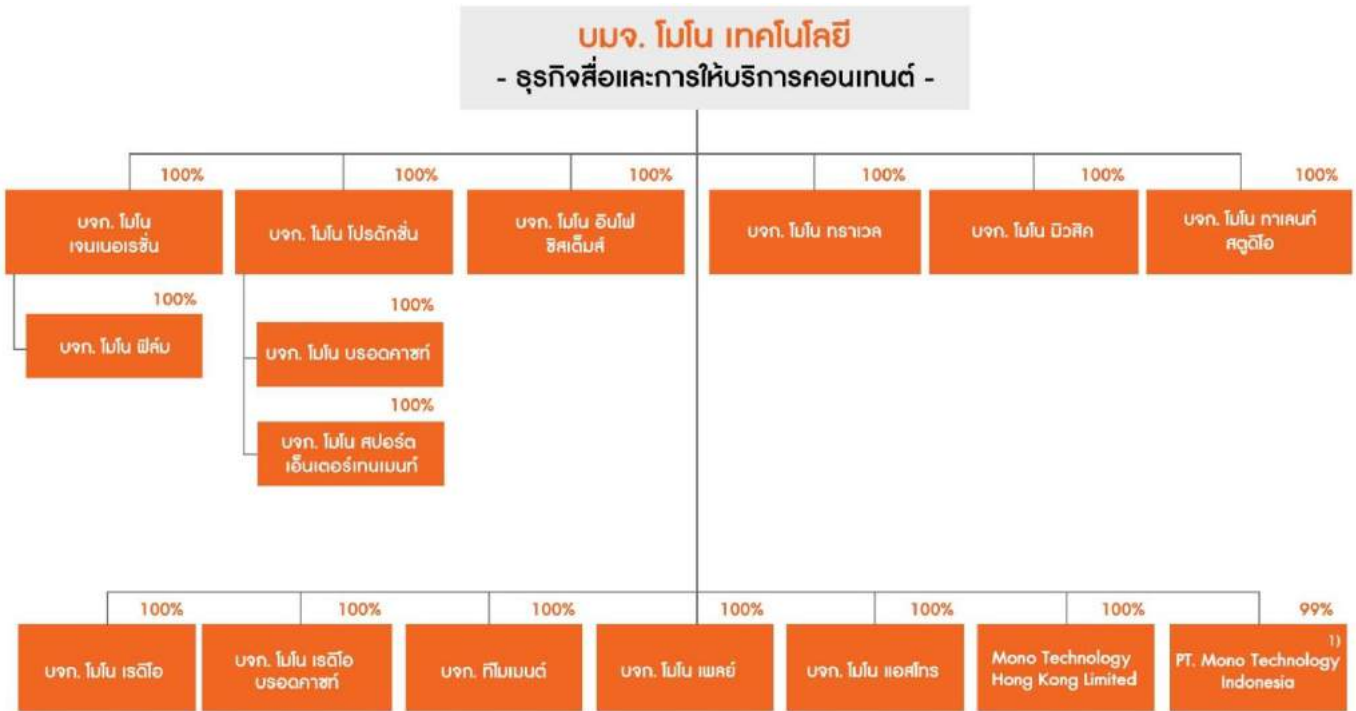 บมจ. โมโน เทคโนโลยี
- ธุรกิจสื่อและการให้บริการคอนเทนต์ -
100%
100%
100%
100%
100%
100%
บจก. โมโน
เจนเนอเรชั่น
บจก. โมโน โปรดักชั่น
บจก. โมโน อินโฟ
ซิสเต็มส์
บจก. โมโน ทราเวล
บจก. โมโน มิวสิค
บจก. โมโน ทาเลนท์
สตูดิโอ
100%
บจก. โมโน ฟิล์ม
100%
บจก. โมโน บรอดคาซท์
100%
บจก. โมโน สปอร์ต
เอ็นเตอร์เทนเมนท์
100%
100%
100%
100%
100%
100%
99%
บจก. โมโน เรดิโอ
บจก. โมโน เรดิโอ
บรอดคาซท์
บจก. ทีโมเมนต์
บจก. โมโน เพลย์
บจก. โมโน แอสโทร
Mono Technology
Hong Kong Limited
1)
PT. Mono Technology
Indonesia